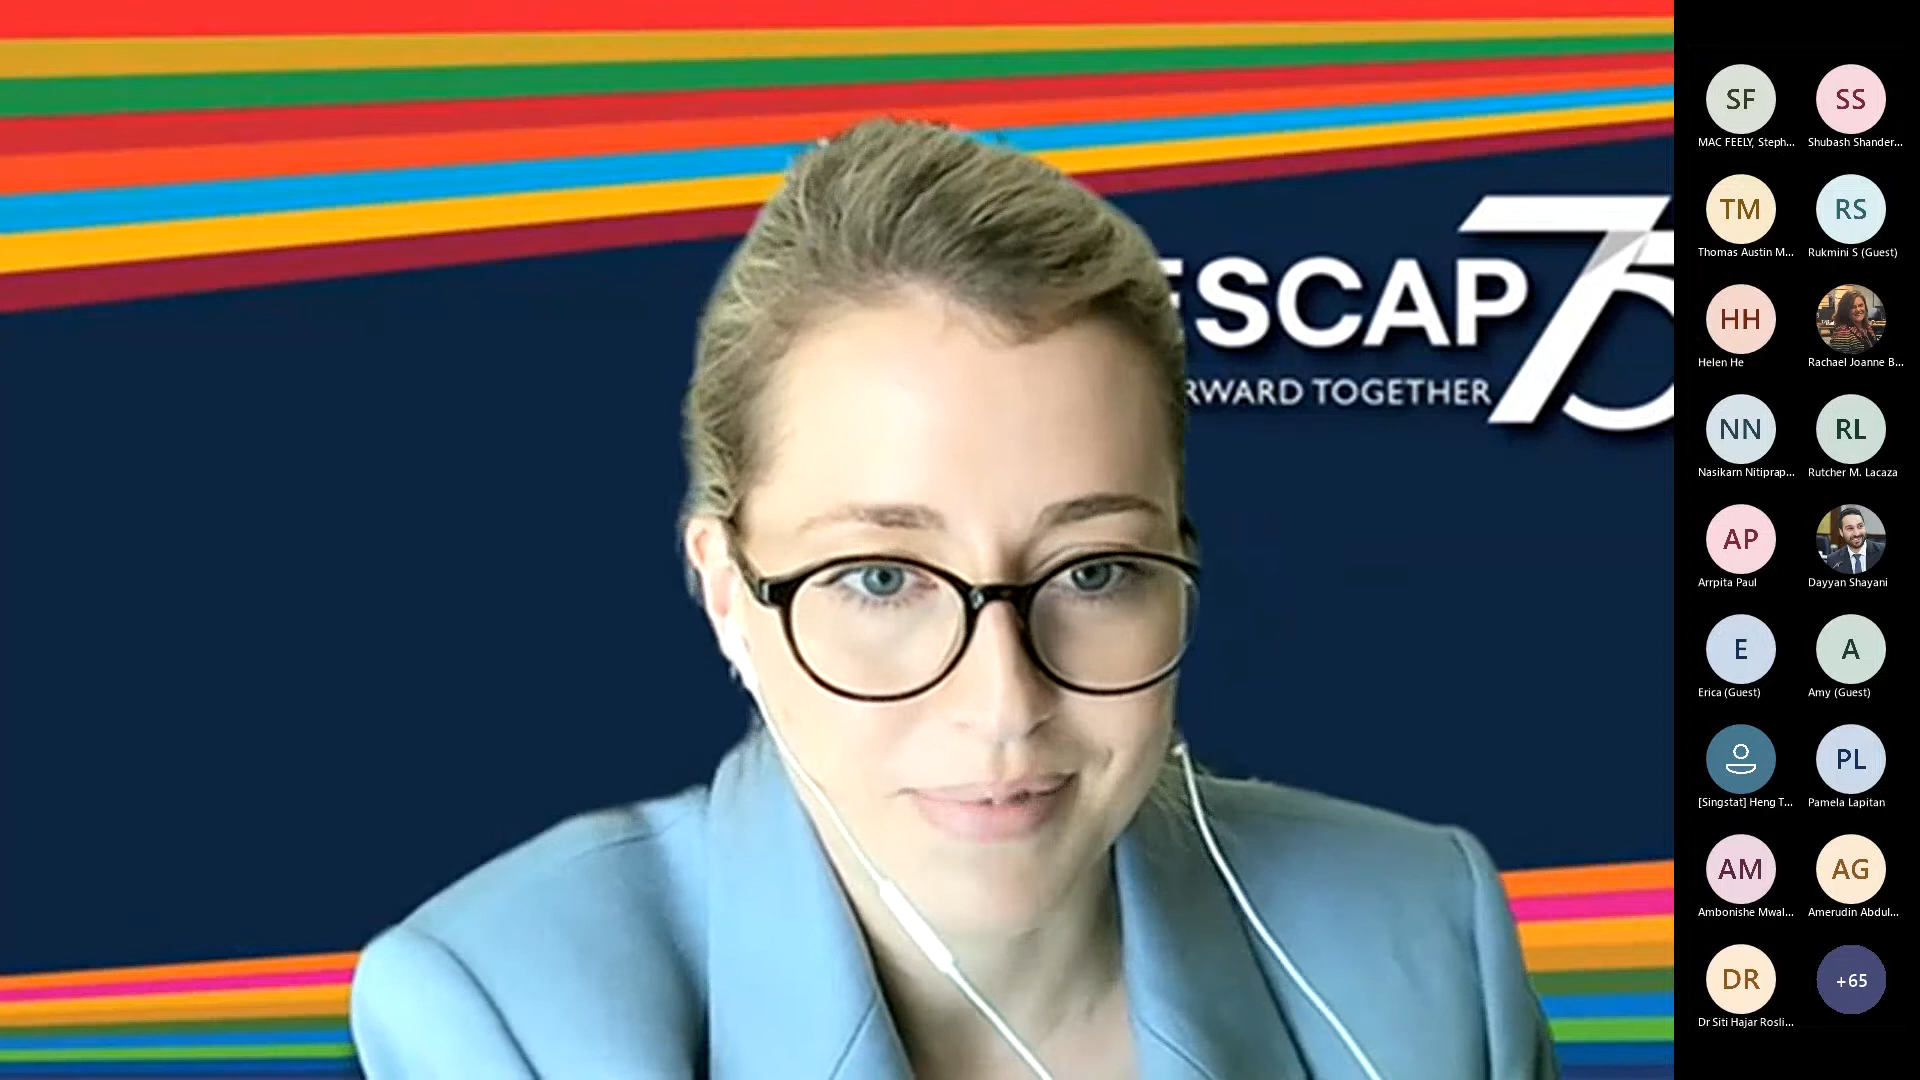 ESCAP 75
RWARD TOGETHER
SF
MAC FEELY, Steph...
SS
Shubash Shander...
TM
Thomas Austin M...
RS
Rukmini S (Guest)
HH
Helen He
Rachael Joanne B...
NN
Nasikarn Nitiprap...
RL
Rutcher M. Lacaza
AP
Arrpita Paul
Dayyan Shayani
E
Erica (Guest)
A
Amy (Guest)
[Singstat] Heng T...
PL
Pamela Lapitan
AM
Ambonishe Mwal...
AG
Amerudin Abdul...
DR
Dr Siti Hajar Rosli...
+65